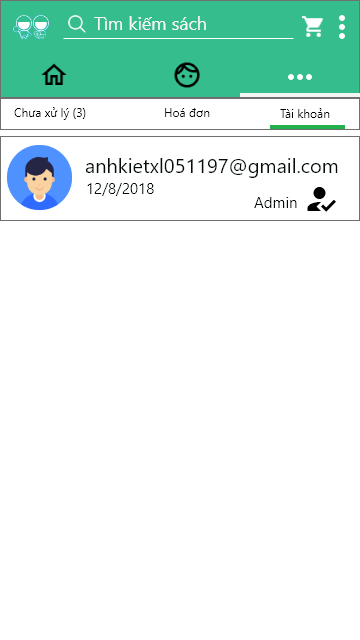 Tìm kiếm sách
Chưa xử lý (3)
Hoá đơn
Tài khoản
anhkietxl051197@gmail.com
12/8/2018
Admin